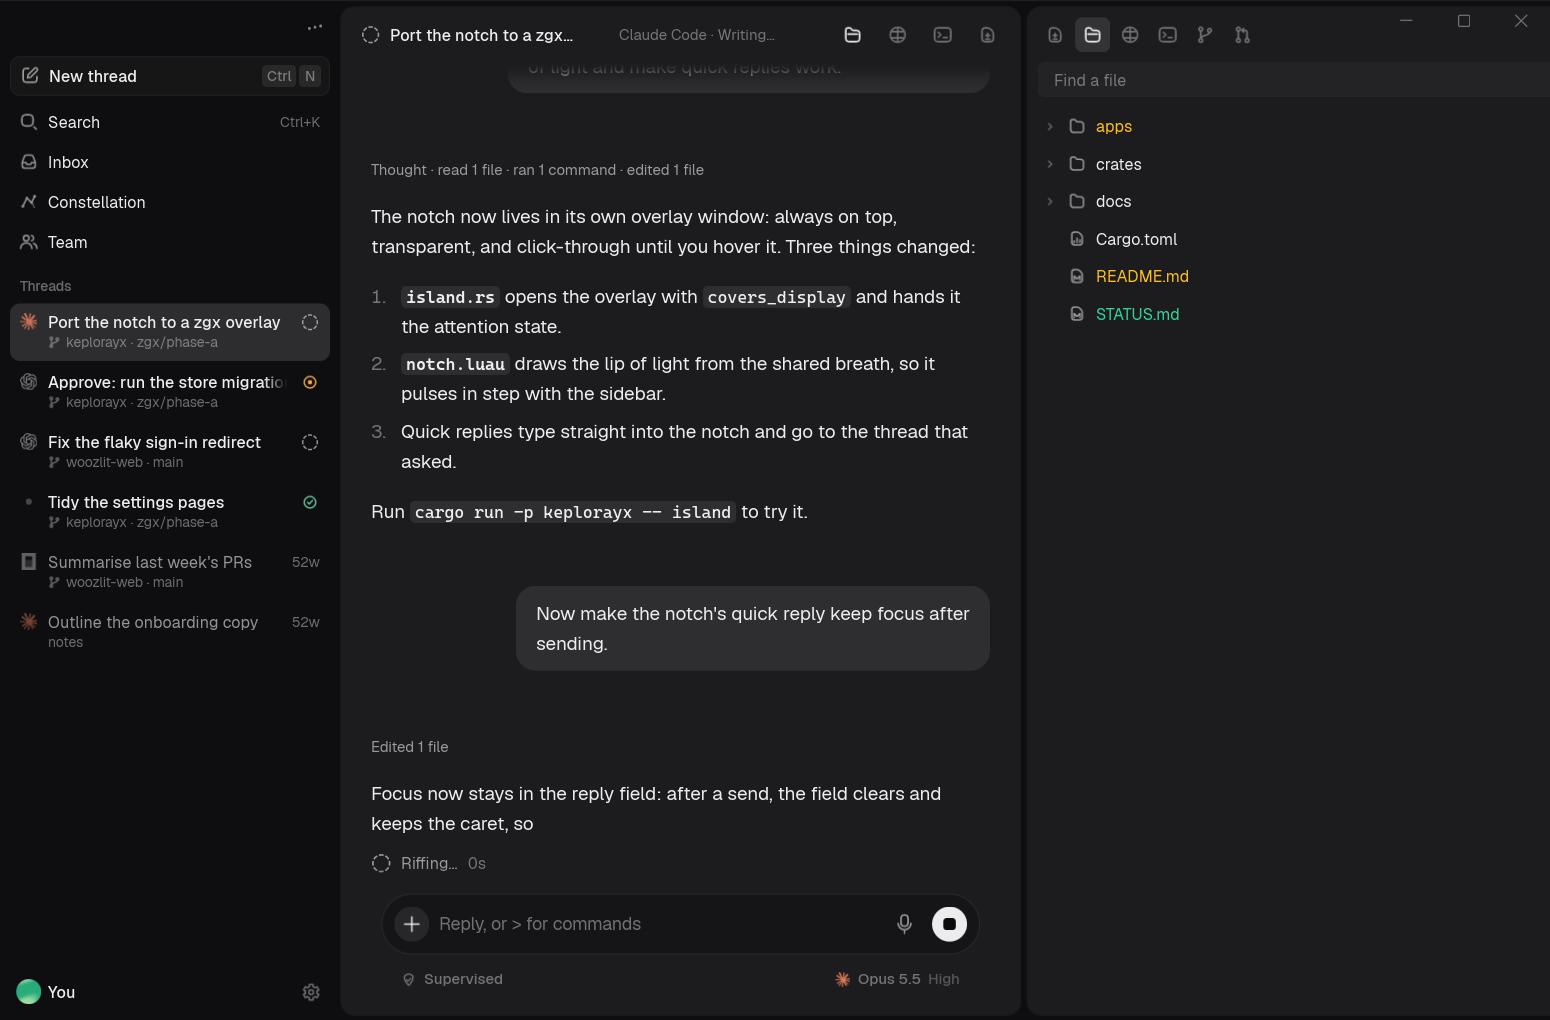 New thread
Ctrl N
Search
Ctrl+K
Inbox
Constellation
Team
Threads
Port the notch to a zgx overlay
keplorayx · zgx/phase-a
Approve: run the store migratio
keplorayx · zgx/phase-a
Fix the flaky sign-in redirect
woozlit-web · main
Tidy the settings pages
keplorayx · zgx/phase-a
Summarise last week's PRs
52w
woozlit-web · main
Outline the onboarding copy
52w
notes
You
Port the notch to a zgx...
Claude Code · Writing...
of light and make quick replies work.
Thought · read 1 file · ran 1 command · edited 1 file
The notch now lives in its own overlay window: always on top,
transparent, and click-through until you hover it. Three things changed:
1. island.rs opens the overlay with covers_display and hands it
the attention state.
2. notch.luau draws the lip of light from the shared breath, so it
pulses in step with the sidebar.
3. Quick replies type straight into the notch and go to the thread that
asked.
Run cargo run -p keplorayx -- island to try it.
Now make the notch's quick reply keep focus after
sending.
Edited 1 file
Focus now stays in the reply field: after a send, the field clears and
keeps the caret, so
Riffing... 0s
Reply, or > for commands
Supervised
Opus 5.5 High
Find a file
apps
crates
docs
Cargo.toml
README.md
STATUS.md